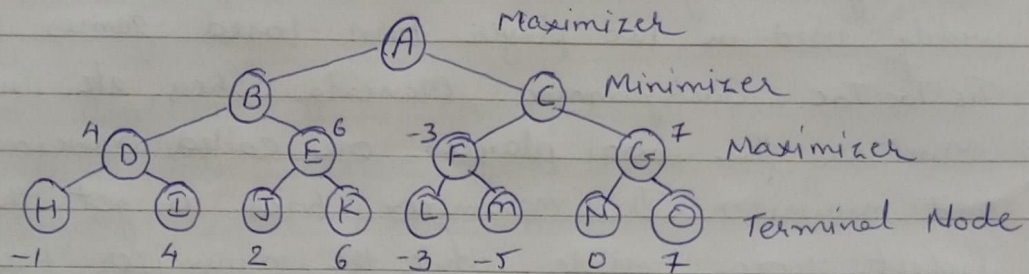 A Maximizer
B C Minimizer
4 D E 6 -3 F G 7 Maximizer
H I J K L M N O Terminal Node
-1 4 2 6 -3 -5 0 7